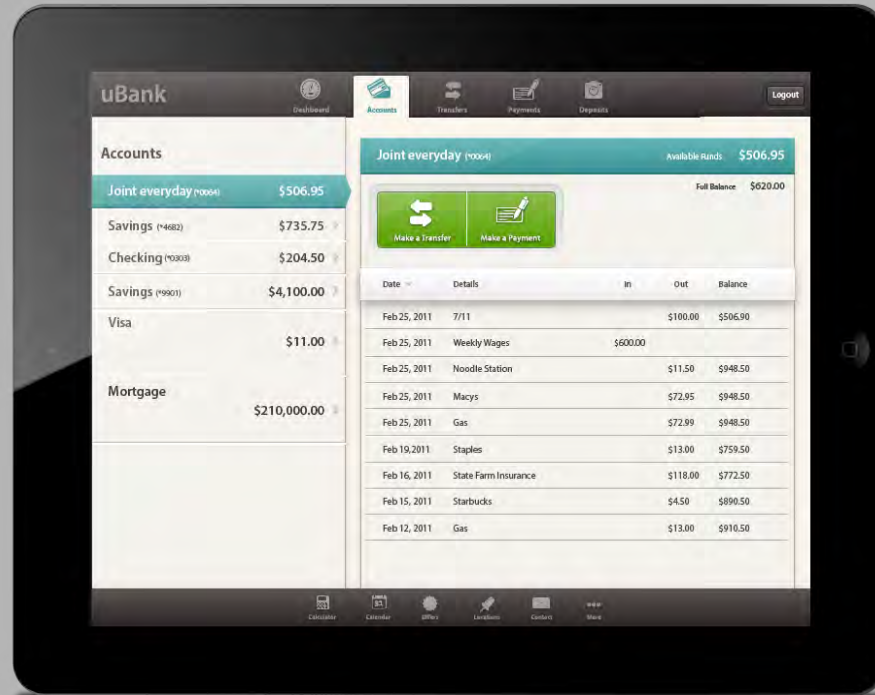 uBank
Dashboard
Accounts
Transfers
Payments
Deposits
Logout
Accounts
Joint everyday (*0064) $506.95
Savings (*4682) $735.75
Checking (*0303) $204.50
Savings (*9901) $4,100.00
Visa
$11.00
Mortgage
$210,000.00
Joint everyday (*0064) Available Funds $506.95
Full Balance $620.00
Make a Transfer
Make a Payment
Date Details In Out Balance
Feb 25, 2011 7/11 $100.00 $506.90
Feb 25, 2011 Weekly Wages $600.00
Feb 25, 2011 Noodle Station $11.50 $948.50
Feb 25, 2011 Macys $72.95 $948.50
Feb 25, 2011 Gas $72.99 $948.50
Feb 19,2011 Staples $13.00 $759.50
Feb 16, 2011 State Farm Insurance $118.00 $772.50
Feb 15, 2011 Starbucks $4.50 $890.50
Feb 12, 2011 Gas $13.00 $910.50
Calculator
Calendar
Offers
Locations
Contact
More